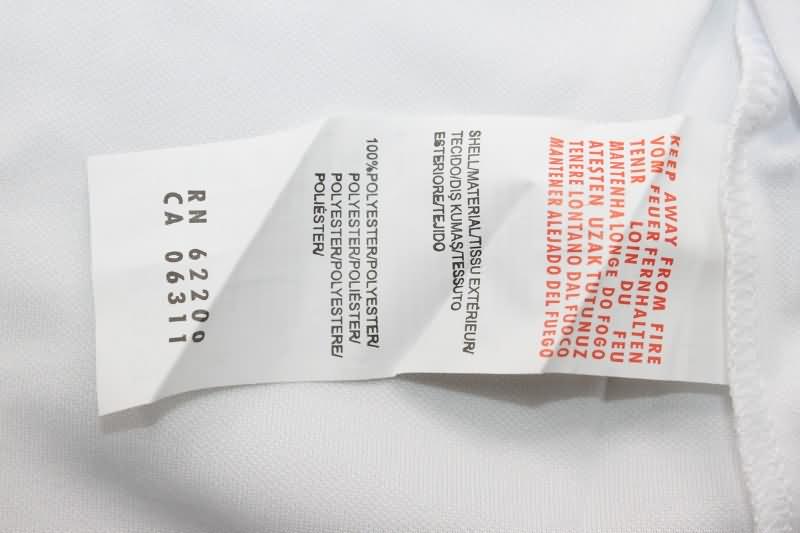 KEEP AWAY FROM FIRE
VOM FEUER FERNHALTEN
TENIR LOIN DU FEU
MANTENHA LONGE DO FOGO
ATEŞTEN UZAK TUTUNUZ
TENERE LONTANO DAL FUOCO
MANTENER ALEJADO DEL FUEGO
SHELL/MATERIAL/TISSU EXTÉRIEUR/
TECIDO/DIŞ KUMAŞ/TESSUTO
ESTERIORE/TEJIDO
100%POLYESTER/POLYESTER/
POLYESTER/POLIÉSTER/
POLYESTER/POLYESTERE/
POLIÉSTER/
RN 62209
CA 06311